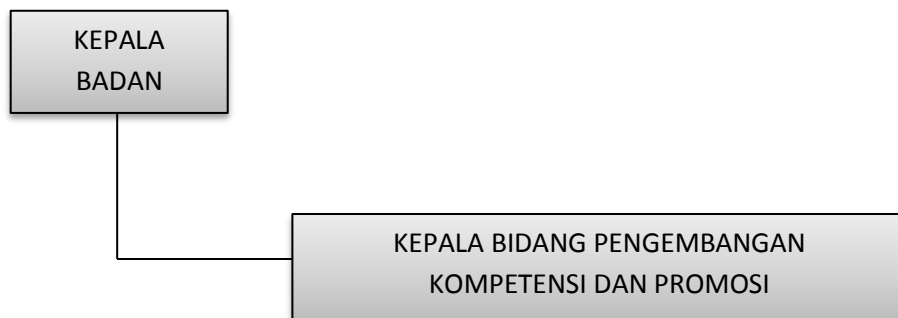 KEPALA
BADAN
KEPALA BIDANG PENGEMBANGAN
KOMPETENSI DAN PROMOSI